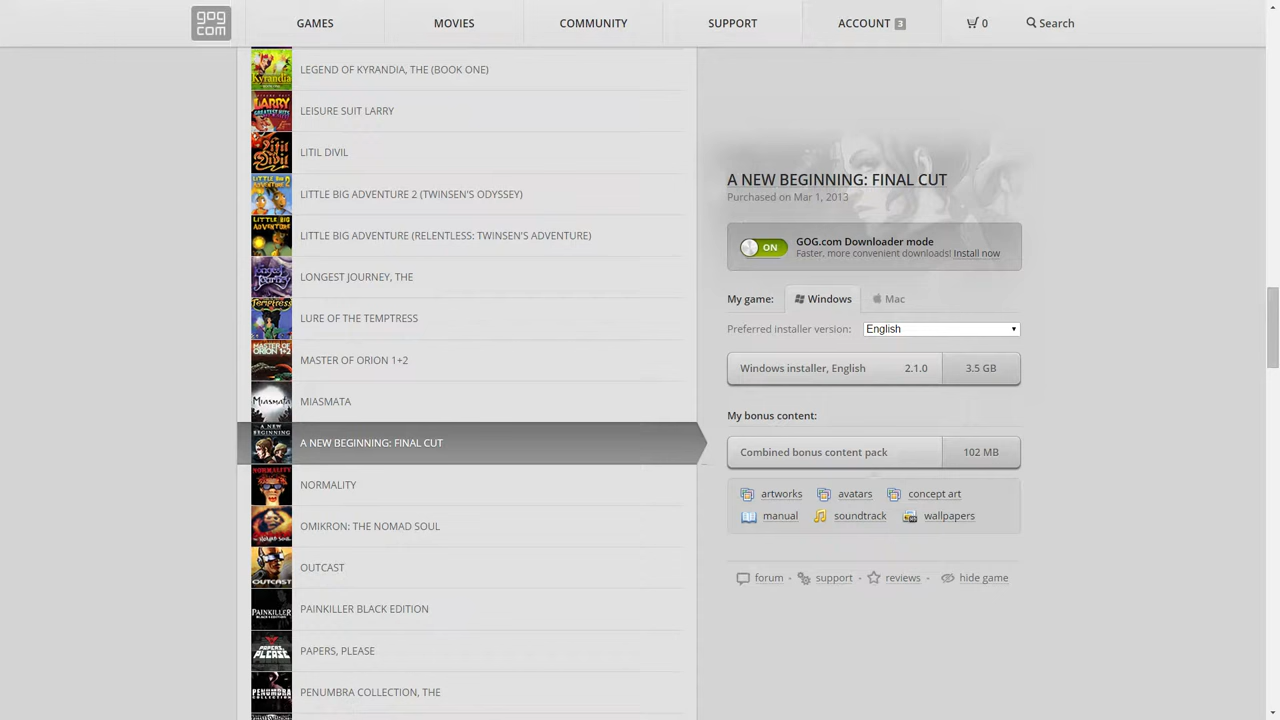 gog com
GAMES
MOVIES
COMMUNITY
SUPPORT
ACCOUNT 3
0
Search
LEGEND OF KYRANDIA, THE (BOOK ONE)
LEISURE SUIT LARRY
LITIL DIVIL
LITTLE BIG ADVENTURE 2 (TWINSEN'S ODYSSEY)
LITTLE BIG ADVENTURE (RELENTLESS: TWINSEN'S ADVENTURE)
LONGEST JOURNEY, THE
LURE OF THE TEMPTRESS
MASTER OF ORION 1+2
MIASMATA
A NEW BEGINNING: FINAL CUT
NORMALITY
OMIKRON: THE NOMAD SOUL
OUTCAST
PAINKILLER BLACK EDITION
PAPERS, PLEASE
PENUMBRA COLLECTION, THE
A NEW BEGINNING: FINAL CUT
Purchased on Mar 1, 2013
ON
GOG.com Downloader mode
Faster, more convenient downloads! Install now
My game: Windows Mac
Preferred installer version: English
Windows installer, English 2.1.0 3.5 GB
My bonus content:
Combined bonus content pack 102 MB
artworks avatars concept art
manual soundtrack wallpapers
forum support reviews hide game